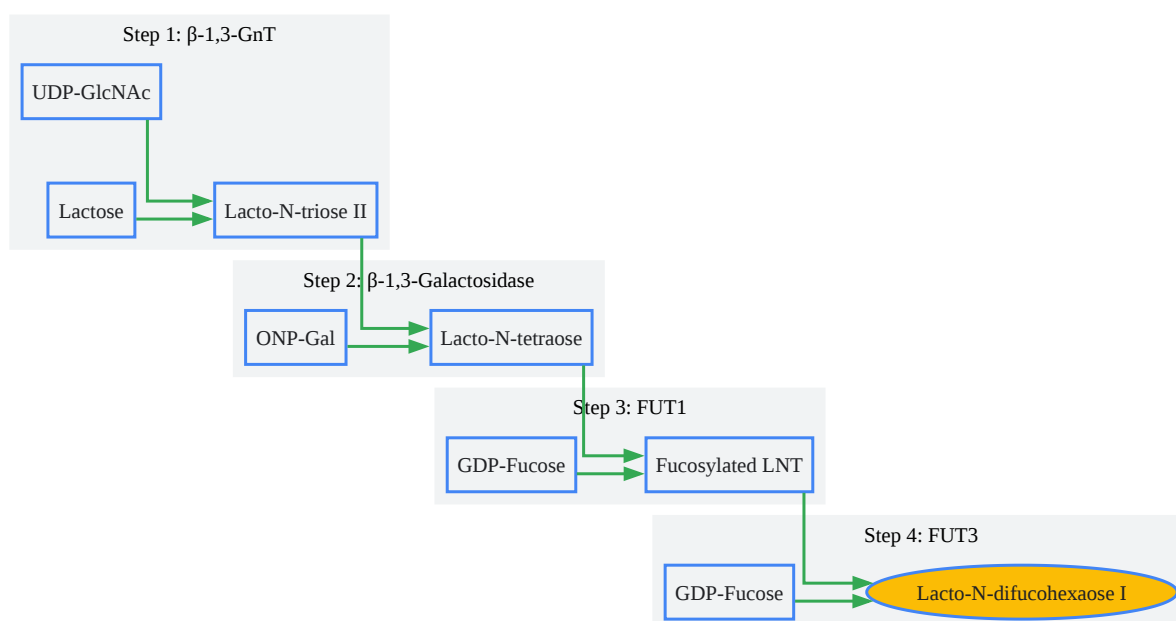 Step 1: β-1,3-GnT
UDP-GlcNAc
Lactose
Lacto-N-triose II
Step 2: β-1,3-Galactosidase
ONP-Gal
Lacto-N-tetraose
Step 3: FUT1
GDP-Fucose
Fucosylated LNT
Step 4: FUT3
GDP-Fucose
Lacto-N-difucohexaose I